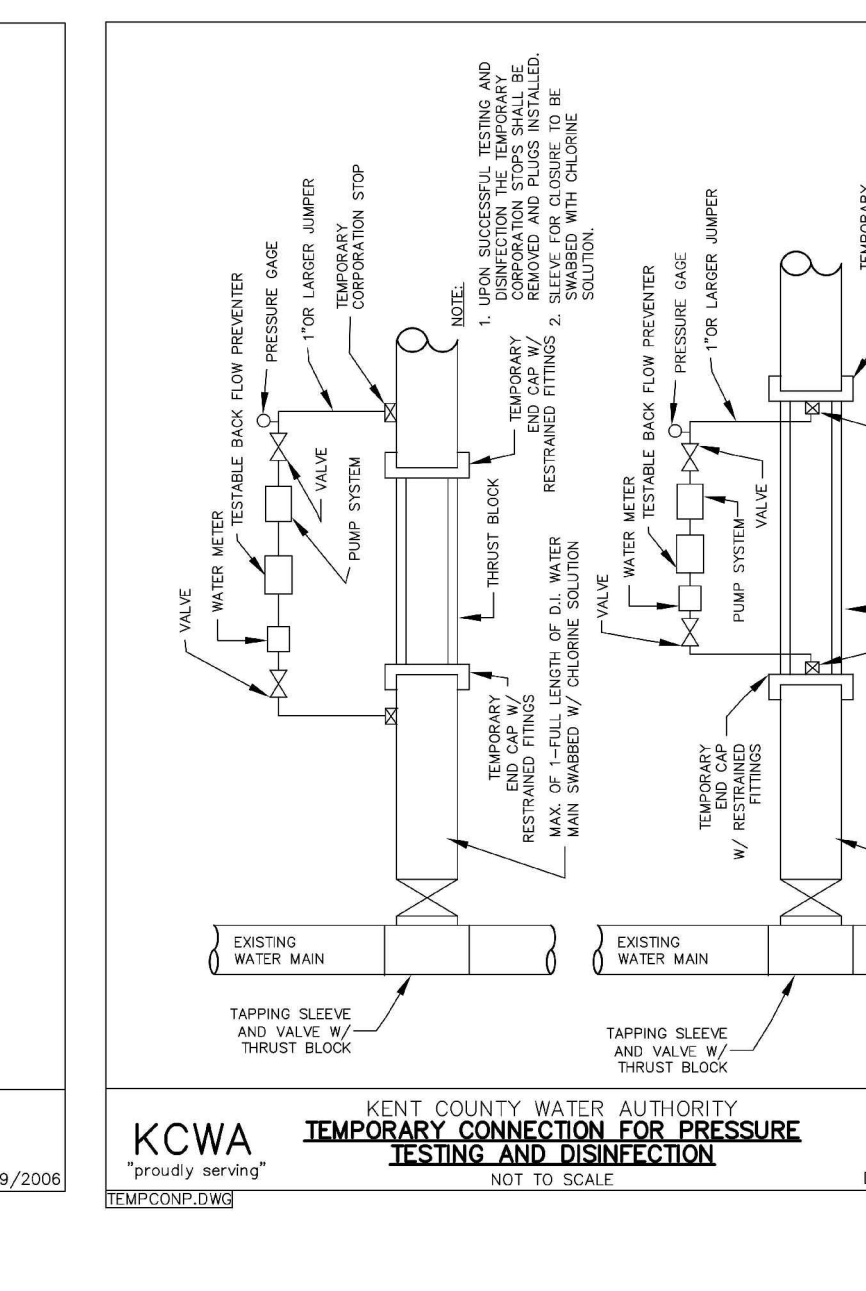 1. UPON SUCCESSFUL TESTING AND
DISINFECTION THE TEMPORARY
CORPORATION STOPS SHALL BE
REMOVED AND PLUGS INSTALLED.
2. SLEEVE FOR CLOSURE TO BE
SWABBED WITH CHLORINE
SOLUTION.
NOTE:
TEMPORARY
CORPORATION STOP
1"OR LARGER JUMPER
PRESSURE GAGE
TESTABLE BACK FLOW PREVENTER
WATER METER
VALVE
VALVE
PUMP SYSTEM
TEMPORARY
END CAP W/
RESTRAINED FITTINGS
THRUST BLOCK
TEMPORARY
END CAP W/
RESTRAINED FITINGS
MAX. OF 1-FULL LENGTH OF D.I. WATER
MAIN SWABBED W/ CHLORINE SOLUTION
EXISTING
WATER MAIN
TAPPING SLEEVE
AND VALVE W/
THRUST BLOCK
TEMPORARY
1"OR LARGER JUMPER
PRESSURE GAGE
TESTABLE BACK FLOW PREVENTER
WATER METER
VALVE
VALVE
PUMP SYSTEM
TEMPORARY
END CAP
W/ RESTRAINED
FITTINGS
EXISTING
WATER MAIN
TAPPING SLEEVE
AND VALVE W/
THRUST BLOCK
9/2006
KCWA
"proudly serving"
KENT COUNTY WATER AUTHORITY
TEMPORARY CONNECTION FOR PRESSURE
TESTING AND DISINFECTION
NOT TO SCALE
TEMPCONP.DWG